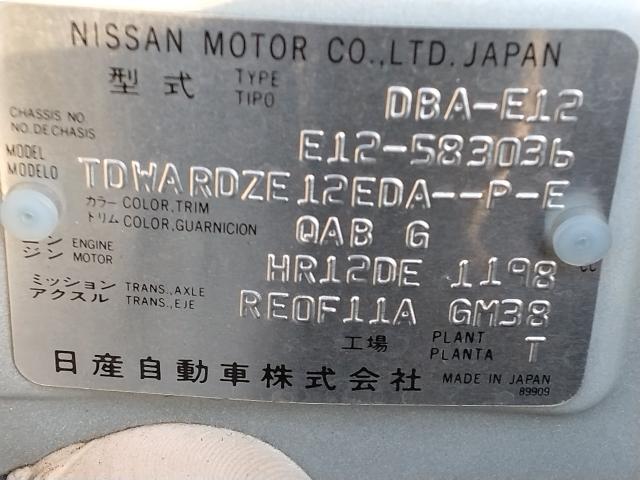 NISSAN MOTOR CO.,LTD. JAPAN
型式 TYPE TIPO DBA-E12
CHASSIS NO. NO. DE CHASIS E12-583036
MODEL MODELO TDWARDZE12EDA--P-E
カラー トリム COLOR,TRIM COLOR,GUARNICION QAB G
ENGINE MOTOR HR12DE 1198 cc
ミッション アクスル TRANS.,AXLE TRANS.,EJE RE0F11A GM38
工場 PLANT PLANTA T
日産自動車株式会社 MADE IN JAPAN
89909